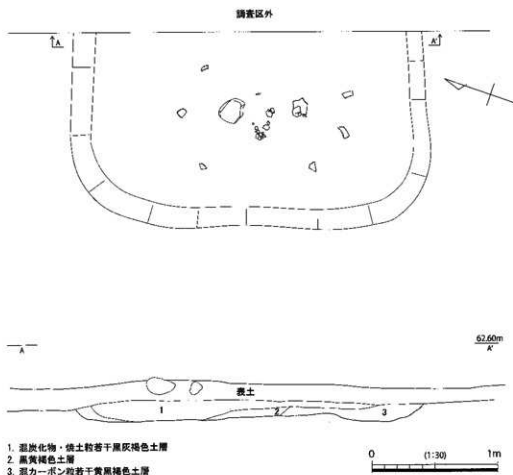 調査区外
A
A'
62.60m
A
A'
表土
1
2
3
1. 混炭化物・焼土粒若干黒灰褐色土層
2. 黒黄褐色土層
3. 混カーボン粒若干黄黒褐色土層
0 (1:30) 1m